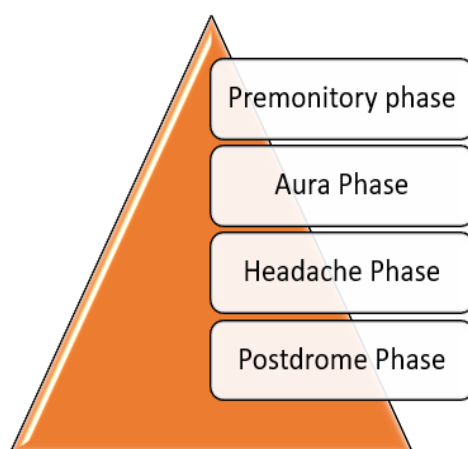 Premonitory phase
Aura Phase
Headache Phase
Postdrome Phase